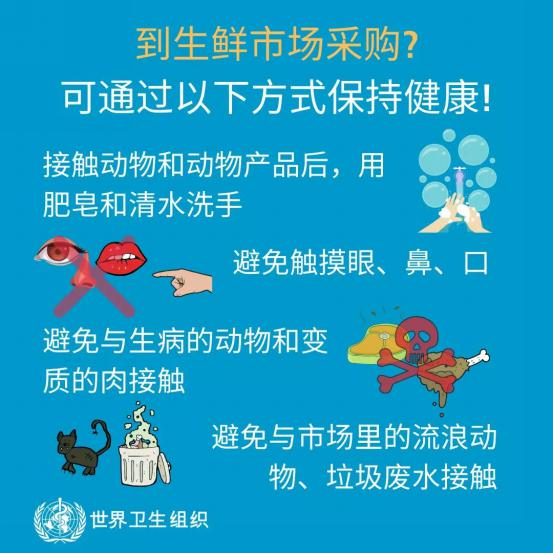 到生鲜市场采购?
可通过以下方式保持健康!
接触动物和动物产品后，用
肥皂和清水洗手
避免触摸眼、鼻、口
避免与生病的动物和变
质的肉接触
避免与市场里的流浪动
物、垃圾废水接触
世界卫生组织